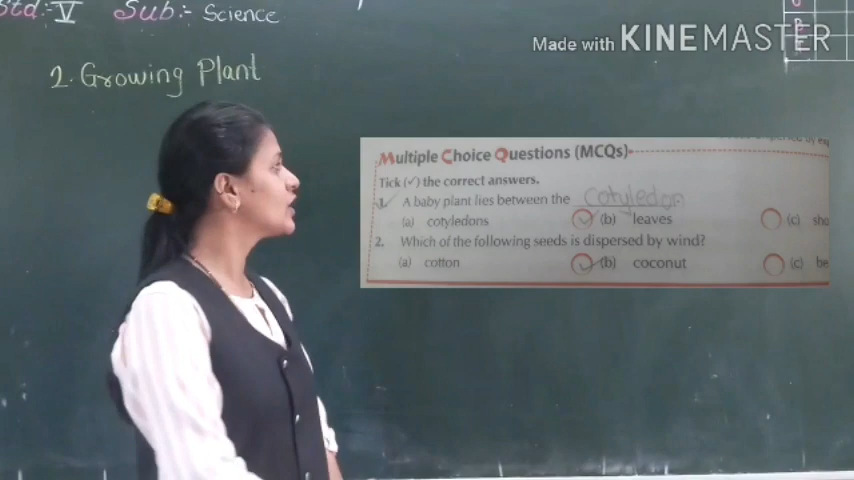 Std:- V Sub:- Science
Made with KINEMASTER
2. Growing Plant
Multiple Choice Questions (MCQs)
Tick (✓) the correct answers.
1. A baby plant lies between the cotyledon
(a) cotyledons (b) leaves (c) sho
2. Which of the following seeds is dispersed by wind?
(a) cotton (b) coconut (c) be